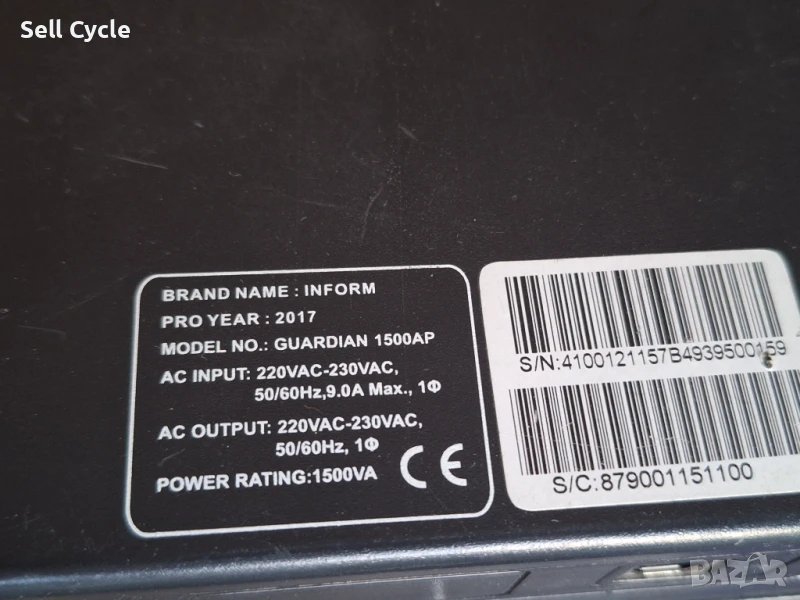 Sell Cycle
BRAND NAME : INFORM
PRO YEAR : 2017
MODEL NO.: GUARDIAN 1500AP
AC INPUT: 220VAC-230VAC,
50/60Hz,9.0A Max., 1Φ
AC OUTPUT: 220VAC-230VAC,
50/60Hz, 1Φ
POWER RATING:1500VA
CE
S/N:4100121157B4939500159
S/C:879001151100
BAZAR